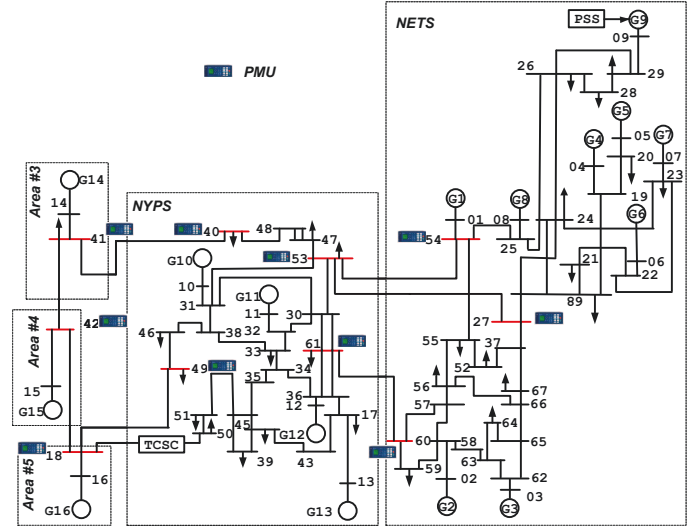 NETS
PSS
G9
09
PMU
26
29
28
G5
G4
05
G7
20
07
04
23
Area #3
G14
14
41
NYPS
40
48
47
G10
53
G1
01
G8
08
54
25
19
24
G6
21
06
22
89
10
31
G11
11
32
30
27
Area #4
42
46
38
33
61
34
35
49
55
37
52
56
67
57
66
15
G15
51
50
45
36
12
17
G12
64
TCSC
60
58
65
39
43
59
63
Area #5
18
16
G16
13
G13
02
G2
62
03
G3